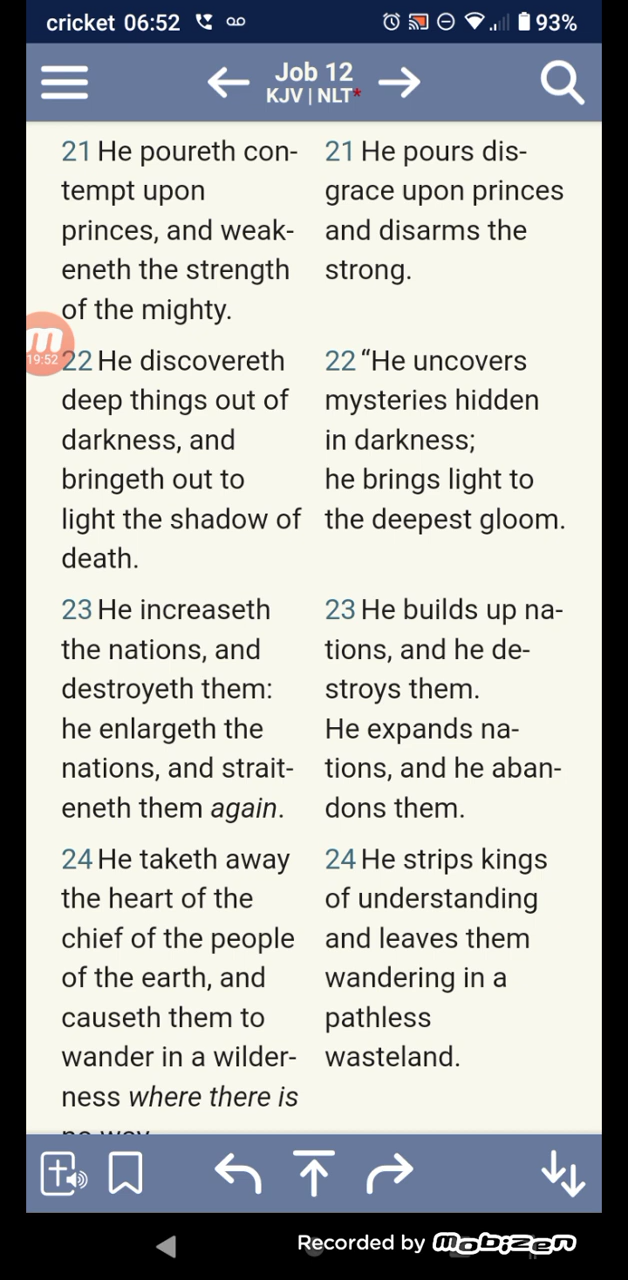 cricket 06:52 93%
Job 12
KJV | NLT*
21 He poureth con-
tempt upon
princes, and weak-
eneth the strength
of the mighty.
22 He discovereth
deep things out of
darkness, and
bringeth out to
light the shadow of
death.
23 He increaseth
the nations, and
destroyeth them:
he enlargeth the
nations, and strait-
eneth them again.
24 He taketh away
the heart of the
chief of the people
of the earth, and
causeth them to
wander in a wilder-
ness where there is
21 He pours dis-
grace upon princes
and disarms the
strong.
22 “He uncovers
mysteries hidden
in darkness;
he brings light to
the deepest gloom.
23 He builds up na-
tions, and he de-
stroys them.
He expands na-
tions, and he aban-
dons them.
24 He strips kings
of understanding
and leaves them
wandering in a
pathless
wasteland.
m
19:52
Recorded by Mobizen